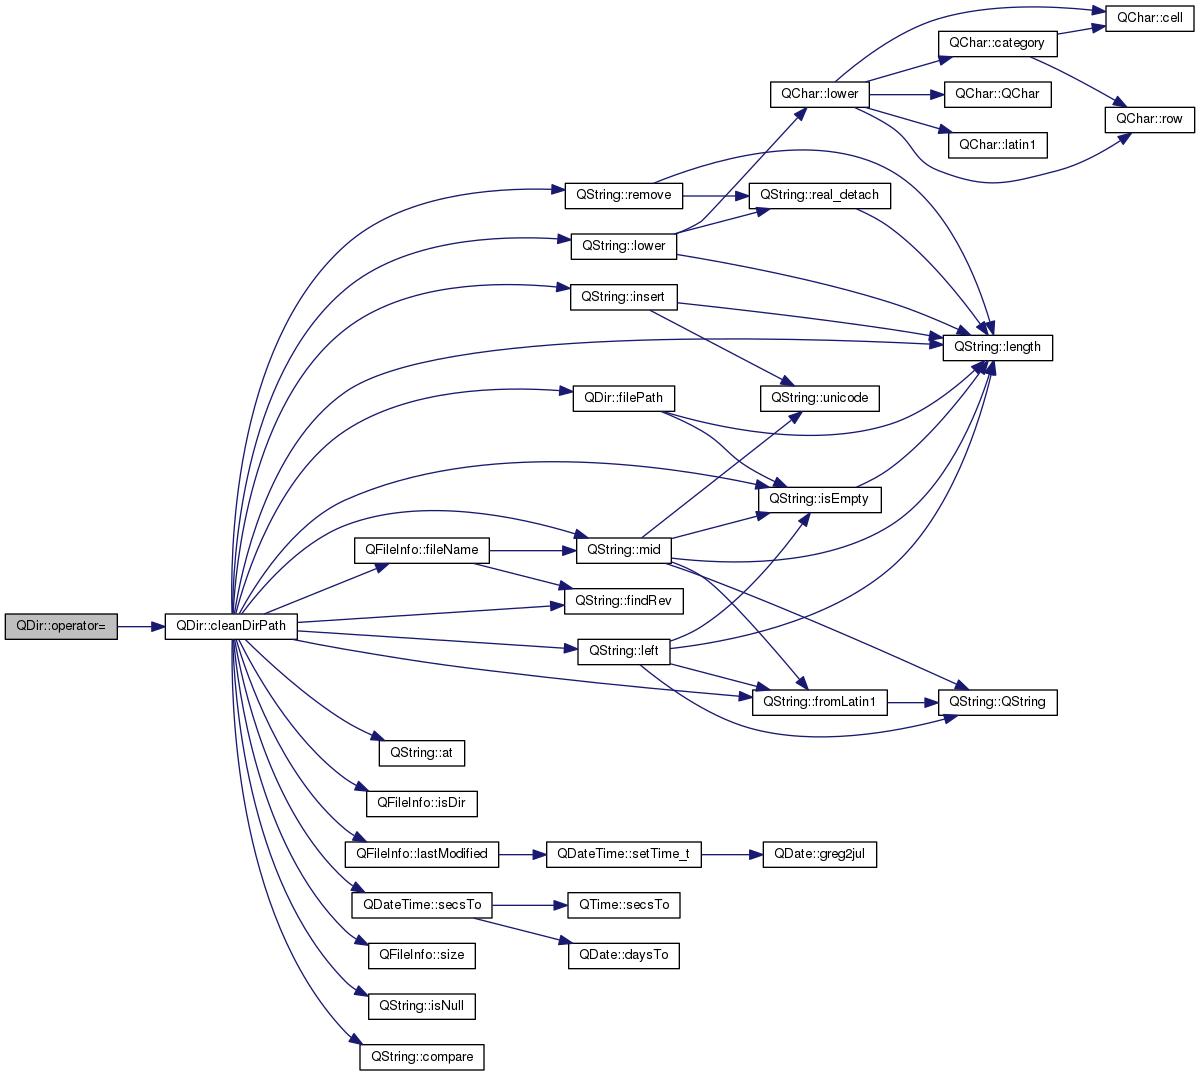 QChar::cell
QChar::category
QChar::lower
QChar::QChar
QChar::row
QChar::latin1
QString::remove
QString::real_detach
QString::lower
QString::insert
QString::length
QDir::filePath
QString::unicode
QString::isEmpty
QFileInfo::fileName
QString::mid
QString::findRev
QDir::operator=
QDir::cleanDirPath
QString::left
QString::fromLatin1
QString::QString
QString::at
QFileInfo::isDir
QFileInfo::lastModified
QDateTime::setTime_t
QDate::greg2jul
QDateTime::secsTo
QTime::secsTo
QFileInfo::size
QDate::daysTo
QString::isNull
QString::compare